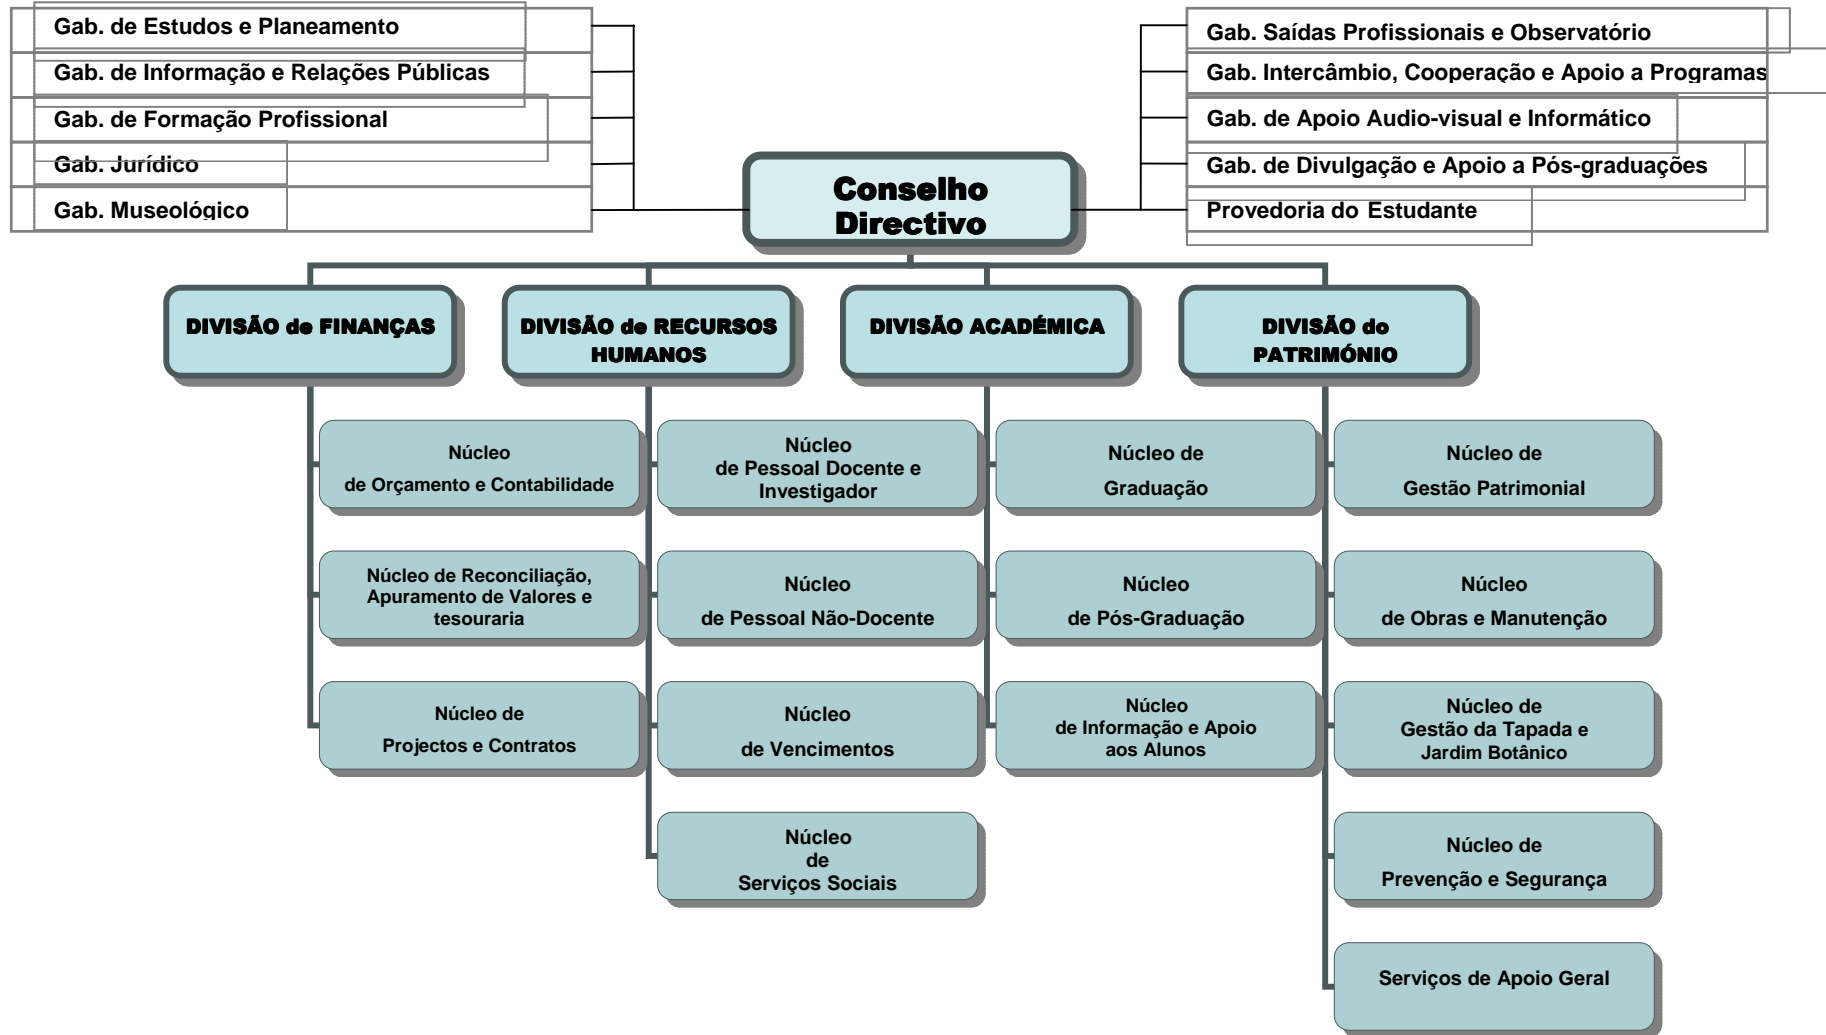 Gab. de Estudos e Planeamento
Gab. de Informação e Relações Públicas
Gab. de Formação Profissional
Gab. Jurídico
Gab. Museológico
Gab. Saídas Profissionais e Observatório
Gab. Intercâmbio, Cooperação e Apoio a Programas
Gab. de Apoio Audio-visual e Informático
Gab. de Divulgação e Apoio a Pós-graduações
Provedoria do Estudante
Conselho
Directivo
DIVISÃO de FINANÇAS
Núcleo
de Orçamento e Contabilidade
Núcleo de Reconciliação,
Apuramento de Valores e
tesouraria
Núcleo de
Projectos e Contratos
DIVISÃO de RECURSOS
HUMANOS
Núcleo
de Pessoal Docente e
Investigador
Núcleo
de Pessoal Não-Docente
Núcleo
de Vencimentos
Núcleo
de
Serviços Sociais
DIVISÃO ACADÉMICA
Núcleo de
Graduação
Núcleo
de Pós-Graduação
Núcleo
de Informação e Apoio
aos Alunos
DIVISÃO do
PATRIMÓNIO
Núcleo de
Gestão Patrimonial
Núcleo
de Obras e Manutenção
Núcleo de
Gestão da Tapada e
Jardim Botânico
Núcleo de
Prevenção e Segurança
Serviços de Apoio Geral